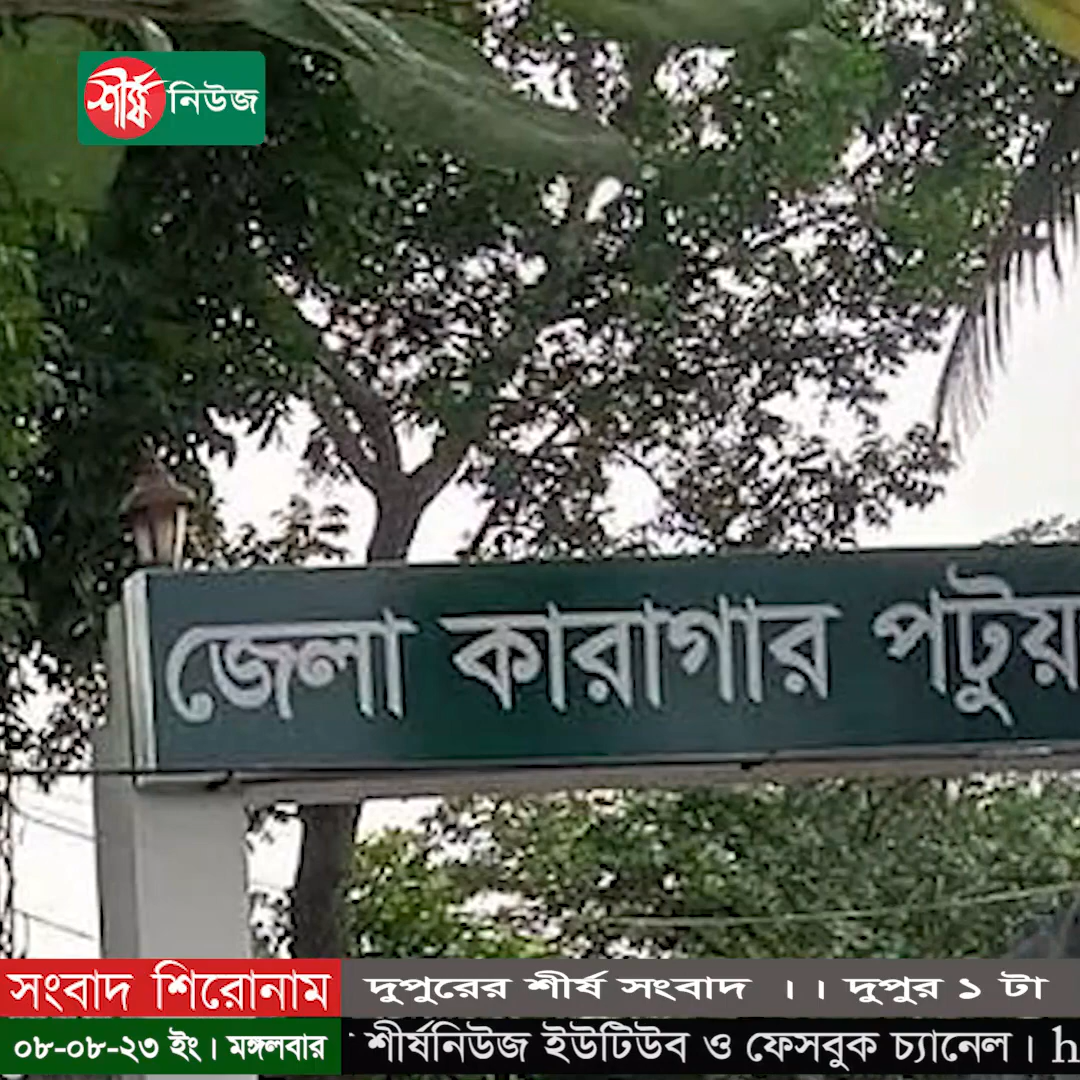 শীর্ষ নিউজ
জেলা কারাগার পটুয
সংবাদ শিরোনাম
দুপুরের শীর্ষ সংবাদ ।। দুপুর ১ টা
০৮-০৮-২৩ ইং। মঙ্গলবার
শীর্ষনিউজ ইউটিউব ও ফেসবুক চ্যানেল। h